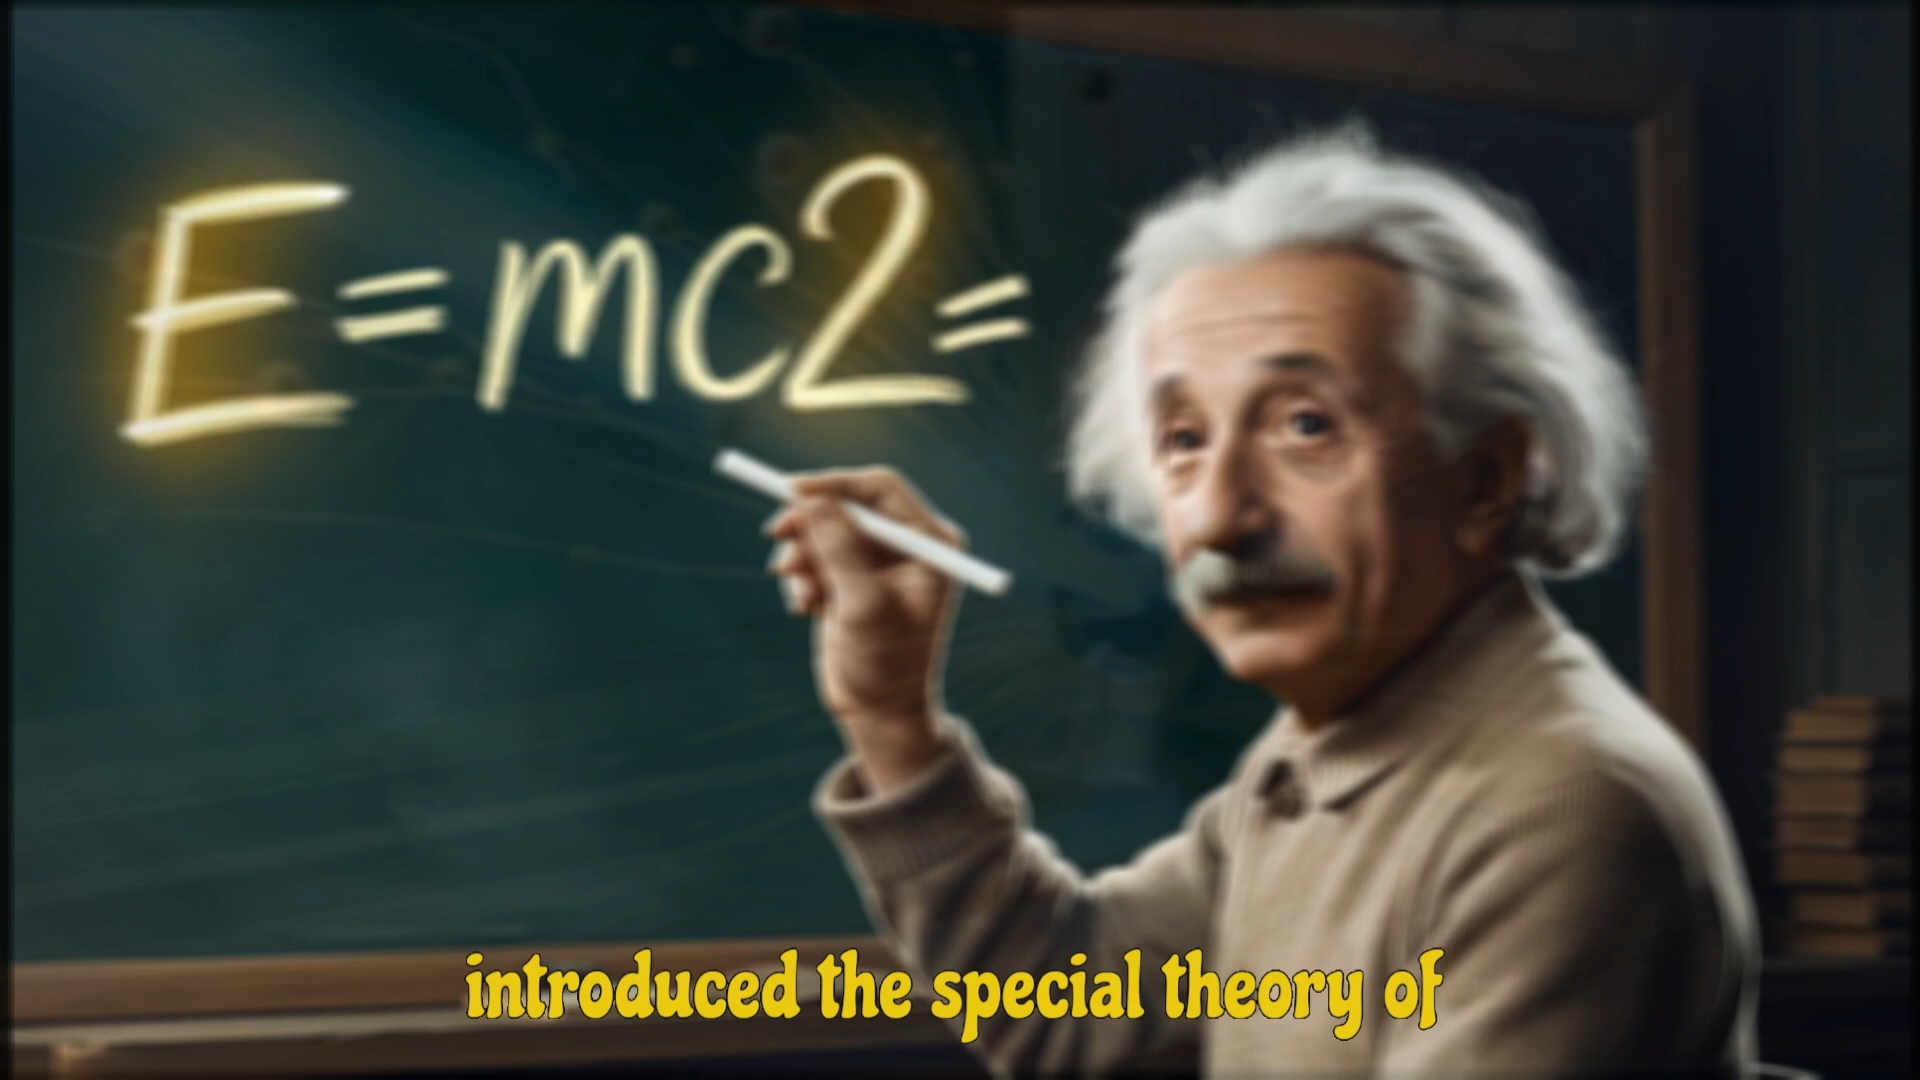 E=mc2=
introduced the special theory of